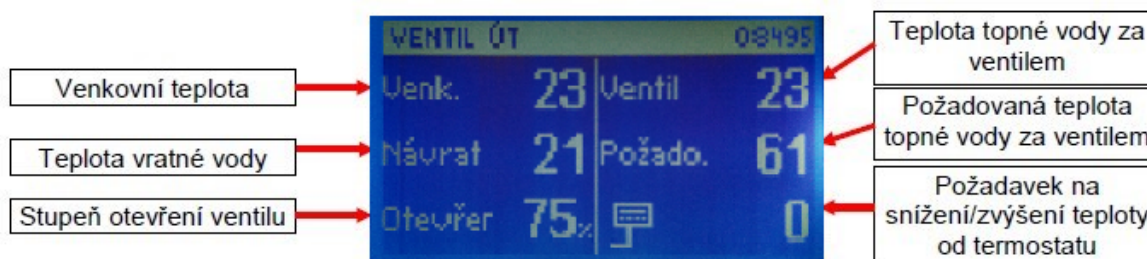 VENTIL ÚT 08495
Venkovní teplota
Venk. 23
Ventil 23
Teplota topné vody za
ventilem
Teplota vratné vody
Návrat 21
Požado. 61
Požadovaná teplota
topné vody za ventilem
Stupeň otevření ventilu
Otevřer 75%
0
Požadavek na
snížení/zvýšení teploty
od termostatu